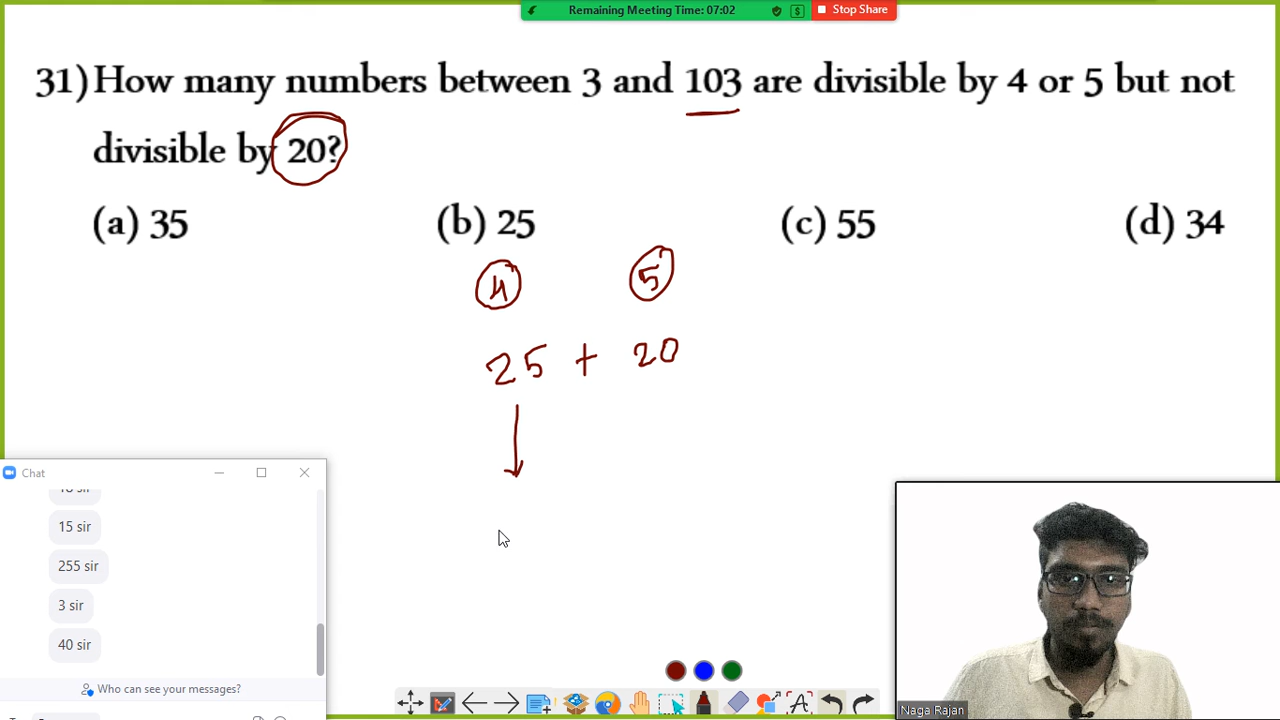 Remaining Meeting Time: 07:02
Stop Share
31) How many numbers between 3 and 103 are divisible by 4 or 5 but not
divisible by 20?
(a) 35 (b) 25 (c) 55 (d) 34
4 5
25 + 20
Chat
15 sir
255 sir
3 sir
40 sir
Who can see your messages?
Naga Rajan